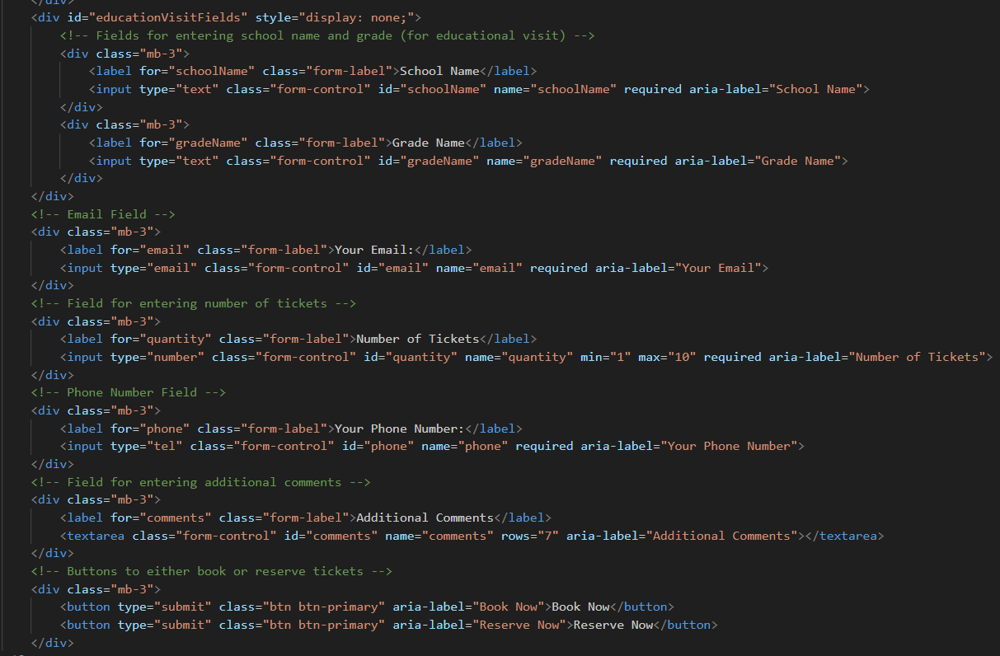 </div>
<div id="educationVisitFields" style="display: none;">
<!-- Fields for entering school name and grade (for educational visit) -->
<div class="mb-3">
<label for="schoolName" class="form-label">School Name</label>
<input type="text" class="form-control" id="schoolName" name="schoolName" required aria-label="School Name">
</div>
<div class="mb-3">
<label for="gradeName" class="form-label">Grade Name</label>
<input type="text" class="form-control" id="gradeName" name="gradeName" required aria-label="Grade Name">
</div>
</div>
<!-- Email Field -->
<div class="mb-3">
<label for="email" class="form-label">Your Email:</label>
<input type="email" class="form-control" id="email" name="email" required aria-label="Your Email">
</div>
<!-- Field for entering number of tickets -->
<div class="mb-3">
<label for="quantity" class="form-label">Number of Tickets</label>
<input type="number" class="form-control" id="quantity" name="quantity" min="1" max="10" required aria-label="Number of Tickets">
</div>
<!-- Phone Number Field -->
<div class="mb-3">
<label for="phone" class="form-label">Your Phone Number:</label>
<input type="tel" class="form-control" id="phone" name="phone" required aria-label="Your Phone Number">
</div>
<!-- Field for entering additional comments -->
<div class="mb-3">
<label for="comments" class="form-label">Additional Comments</label>
<textarea class="form-control" id="comments" name="comments" rows="7" aria-label="Additional Comments"></textarea>
</div>
<!-- Buttons to either book or reserve tickets -->
<div class="mb-3">
<button type="submit" class="btn btn-primary" aria-label="Book Now">Book Now</button>
<button type="submit" class="btn btn-primary" aria-label="Reserve Now">Reserve Now</button>
</div>